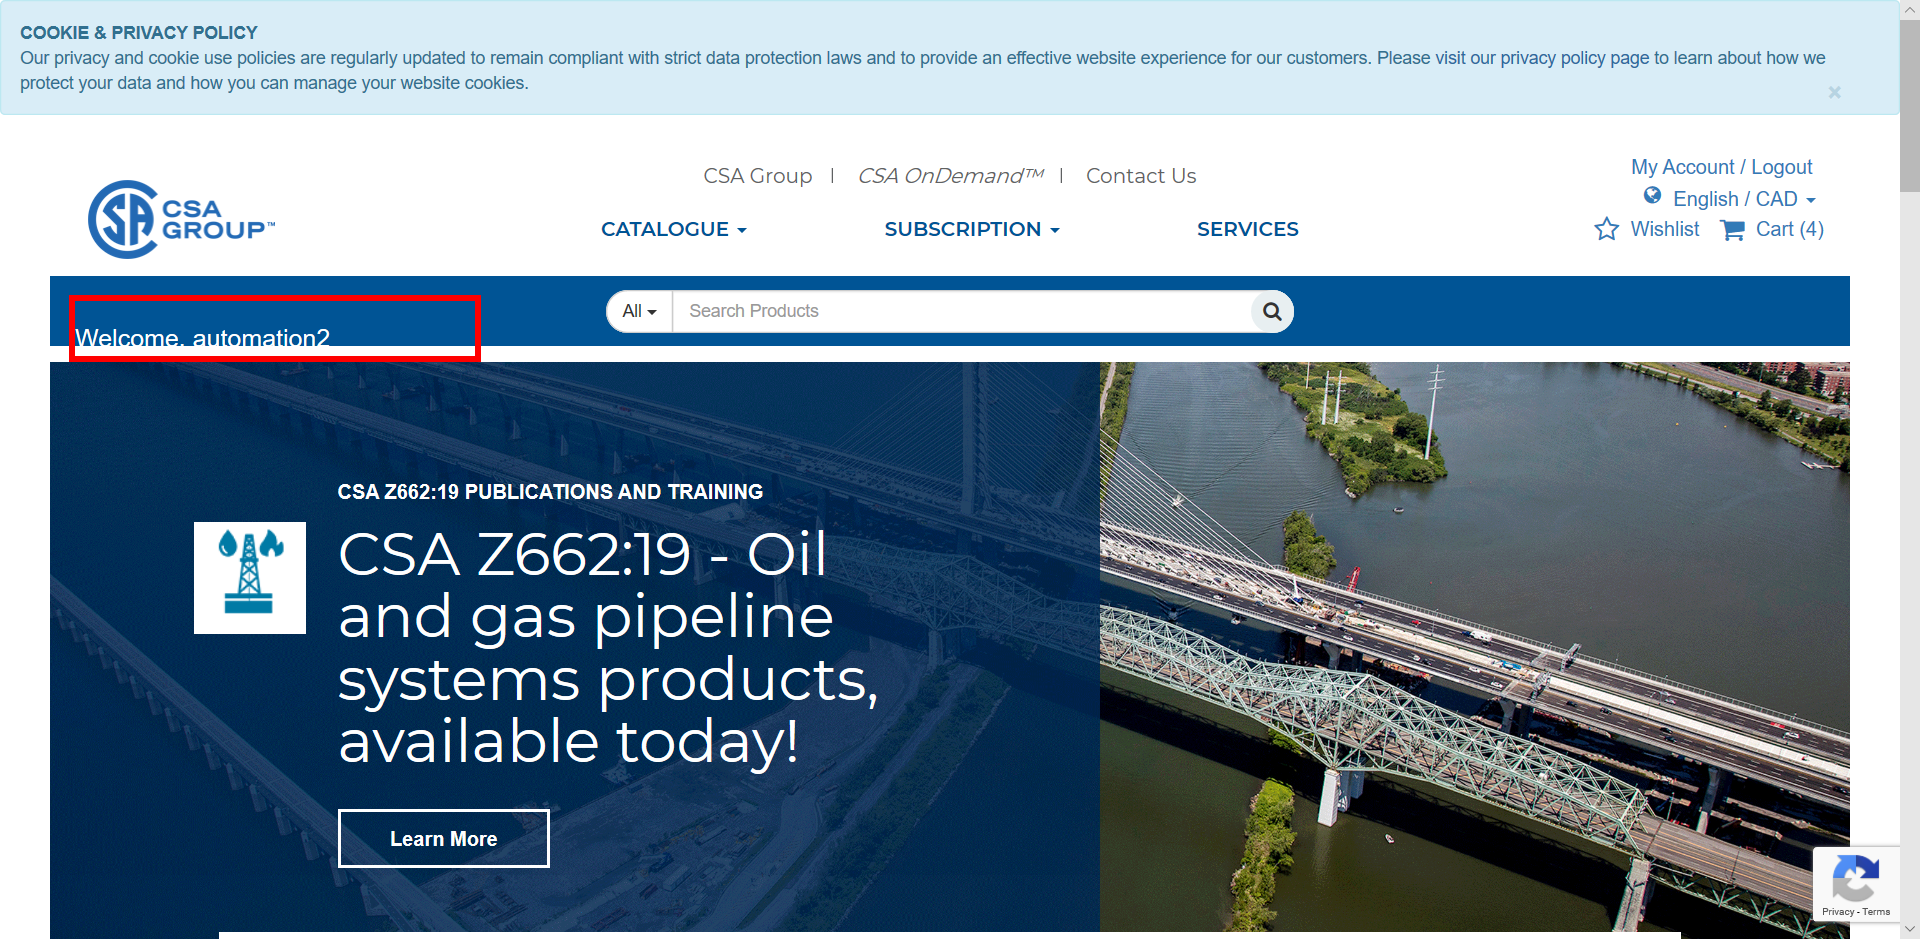 COOKIE & PRIVACY POLICY
Our privacy and cookie use policies are regularly updated to remain compliant with strict data protection laws and to provide an effective website experience for our customers. Please visit our privacy policy page to learn about how we
protect your data and how you can manage your website cookies.
×
CSA Group | CSA OnDemand™ | Contact Us
My Account / Logout
English / CAD
CSA
GROUP™
CATALOGUE SUBSCRIPTION SERVICES
Wishlist Cart (4)
All Search Products
Welcome, automation2
CSA Z662:19 PUBLICATIONS AND TRAINING
CSA Z662:19 - Oil
and gas pipeline
systems products,
available today!
Learn More
Privacy - Terms